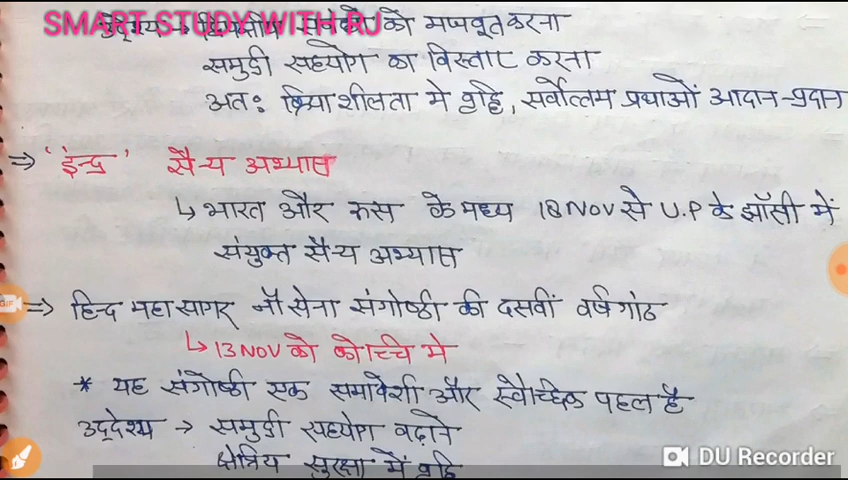 SMART STUDY WITH RJ
को मजबूत करना
समुद्री सहयोग का विस्तार करना
अतः क्रियाशीलता मे वृद्धि, सर्वोत्तम प्रथाओं आदान-प्रदान
⇒ 'इन्द्र' सैन्य अभ्यास
↳ भारत और रूस के मध्य 18 NOV से U.P के झाँसी में
संयुक्त सैन्य अभ्यास
⇒ हिन्द महासागर नौ सेना संगोष्ठी की दसवीं वर्षगांठ
↳ 13 NOV को कोच्चि मे
* यह संगोष्ठी एक समावेशी और स्वैच्छिक पहल है
उद्देश्य → समुद्री सहयोग बढ़ाने
क्षेत्रिय सुरक्षा में वृद्धि
GIF
DU Recorder